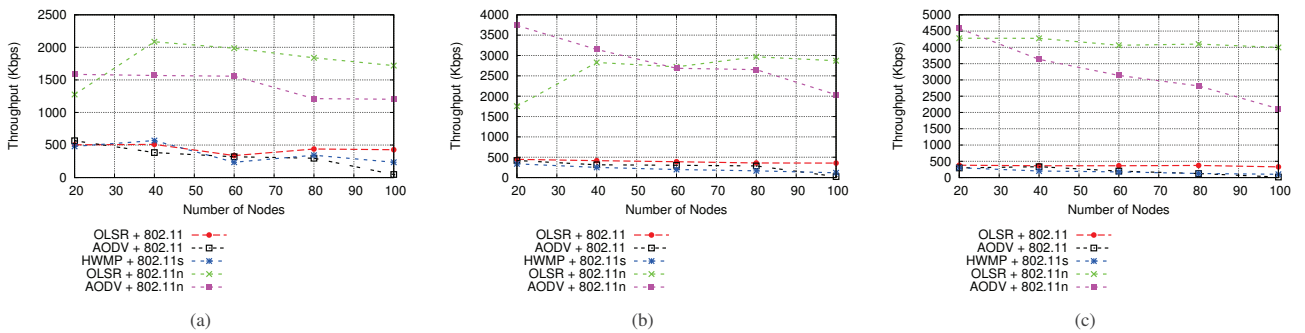 2500
2000
1500
1000
500
0
Throughput (Kbps)
20 30 40 50 60 70 80 90 100
Number of Nodes
OLSR + 802.11
AODV + 802.11
HWMP + 802.11s
OLSR + 802.11n
AODV + 802.11n
(a)
4000
3500
3000
2500
2000
1500
1000
500
0
Throughput (Kbps)
20 30 40 50 60 70 80 90 100
Number of Nodes
OLSR + 802.11
AODV + 802.11
HWMP + 802.11s
OLSR + 802.11n
AODV + 802.11n
(b)
5000
4500
4000
3500
3000
2500
2000
1500
1000
500
0
Throughput (Kbps)
20 30 40 50 60 70 80 90 100
Number of Nodes
OLSR + 802.11
AODV + 802.11
HWMP + 802.11s
OLSR + 802.11n
AODV + 802.11n
(c)